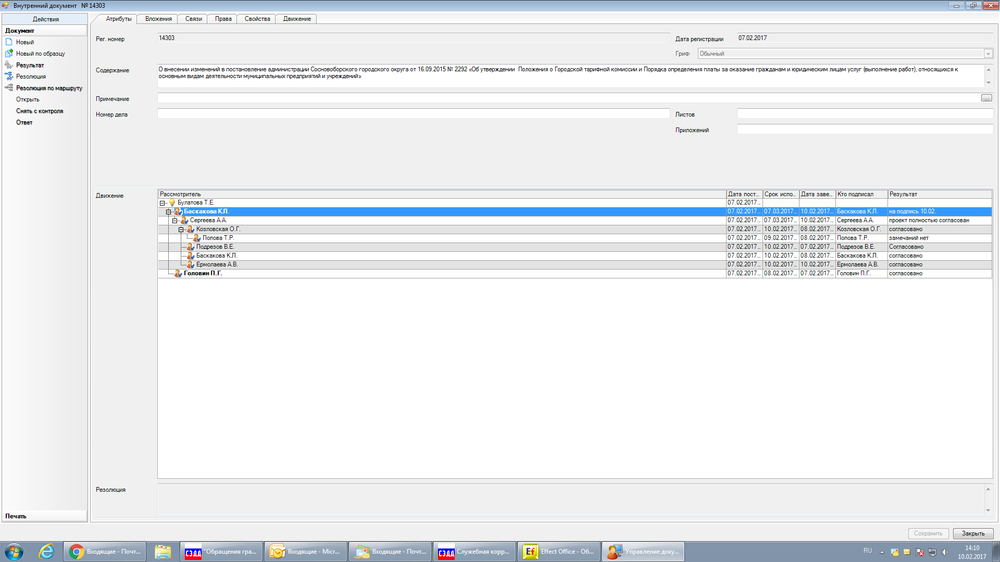 Внутренний документ № 14303
Действия
Документ
Новый
Новый по образцу
Результат
Резолюция
Резолюция по маршруту
Открыть
Снять с контроля
Ответ
Печать
Атрибуты Вложения Связи Права Свойства Движение
Рег. номер 14303 Дата регистрации 07.02.2017
Гриф Обычный
Содержание
О внесении изменений в постановление администрации Сосновоборского городского округа от 16.09.2015 № 2292 «Об утверждении Положения о Городской тарифной комиссии и Порядка определения платы за оказание гражданам и юридическим лицам услуг (выполнение работ), относящихся к
основным видам деятельности муниципальных предприятий и учреждений»
Примечание ...
Номер дела Листов
Приложений
Движение
Рассмотритель Дата пост... Срок испо... Дата заве... Кто подписал Результат
Булатова Т.Е. 07.02.2017...
Баскакова К.Л. 07.02.2017... 07.03.2017... 10.02.2017... Баскакова К.Л. на подпись 10.02.
Сергеева А.А. 07.02.2017... 07.03.2017... 10.02.2017... Сергеева А.А. проект полностью согласован
Козловская О.Г. 07.02.2017... 10.02.2017... 08.02.2017... Козловская О.Г. согласовано
Попова Т.Р. 07.02.2017... 09.02.2017... 08.02.2017... Попова Т.Р. замечаний нет
Подрезов В.Е. 07.02.2017... 10.02.2017... 07.02.2017... Подрезов В.Е. Согласовано
Баскакова К.Л. 07.02.2017... 10.02.2017... 08.02.2017... Баскакова К.Л. согласовано
Ермолаева А.В. 07.02.2017... 10.02.2017... 10.02.2017... Ермолаева А.В. согласовано
Головин П.Г. 07.02.2017... 08.02.2017... 07.02.2017... Головин П.Г. согласовано
Резолюция
Сохранить Закрыть
Входящие - Почт... СЭДД "Обращения гра... Входящие - Micr... Входящие - Почт... СЭДД Служебная корр... Ef Effect Office - Об... Управление доку... RU 14:10
10.02.2017